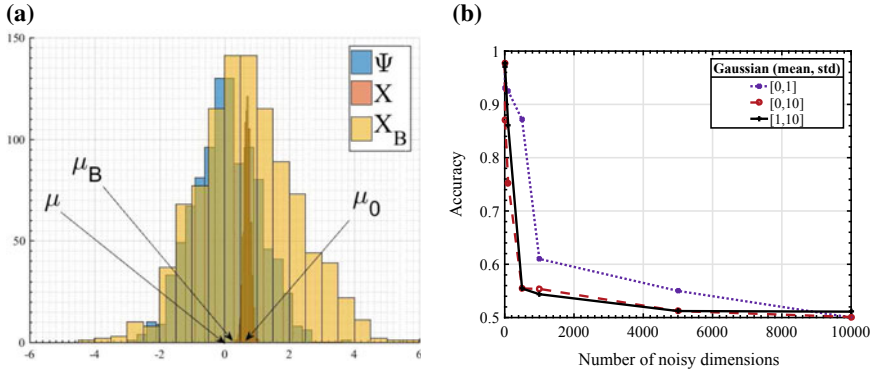 (a)
150
100
50
0
-6
-4
-2
0
2
4
6
Ψ
X
X_B
μ_B
μ
μ_0
(b)
1
0.9
0.8
0.7
0.6
0.5
0
2000
4000
6000
8000
10000
Accuracy
Number of noisy dimensions
Gaussian (mean, std)
[0,1]
[0,10]
[1,10]